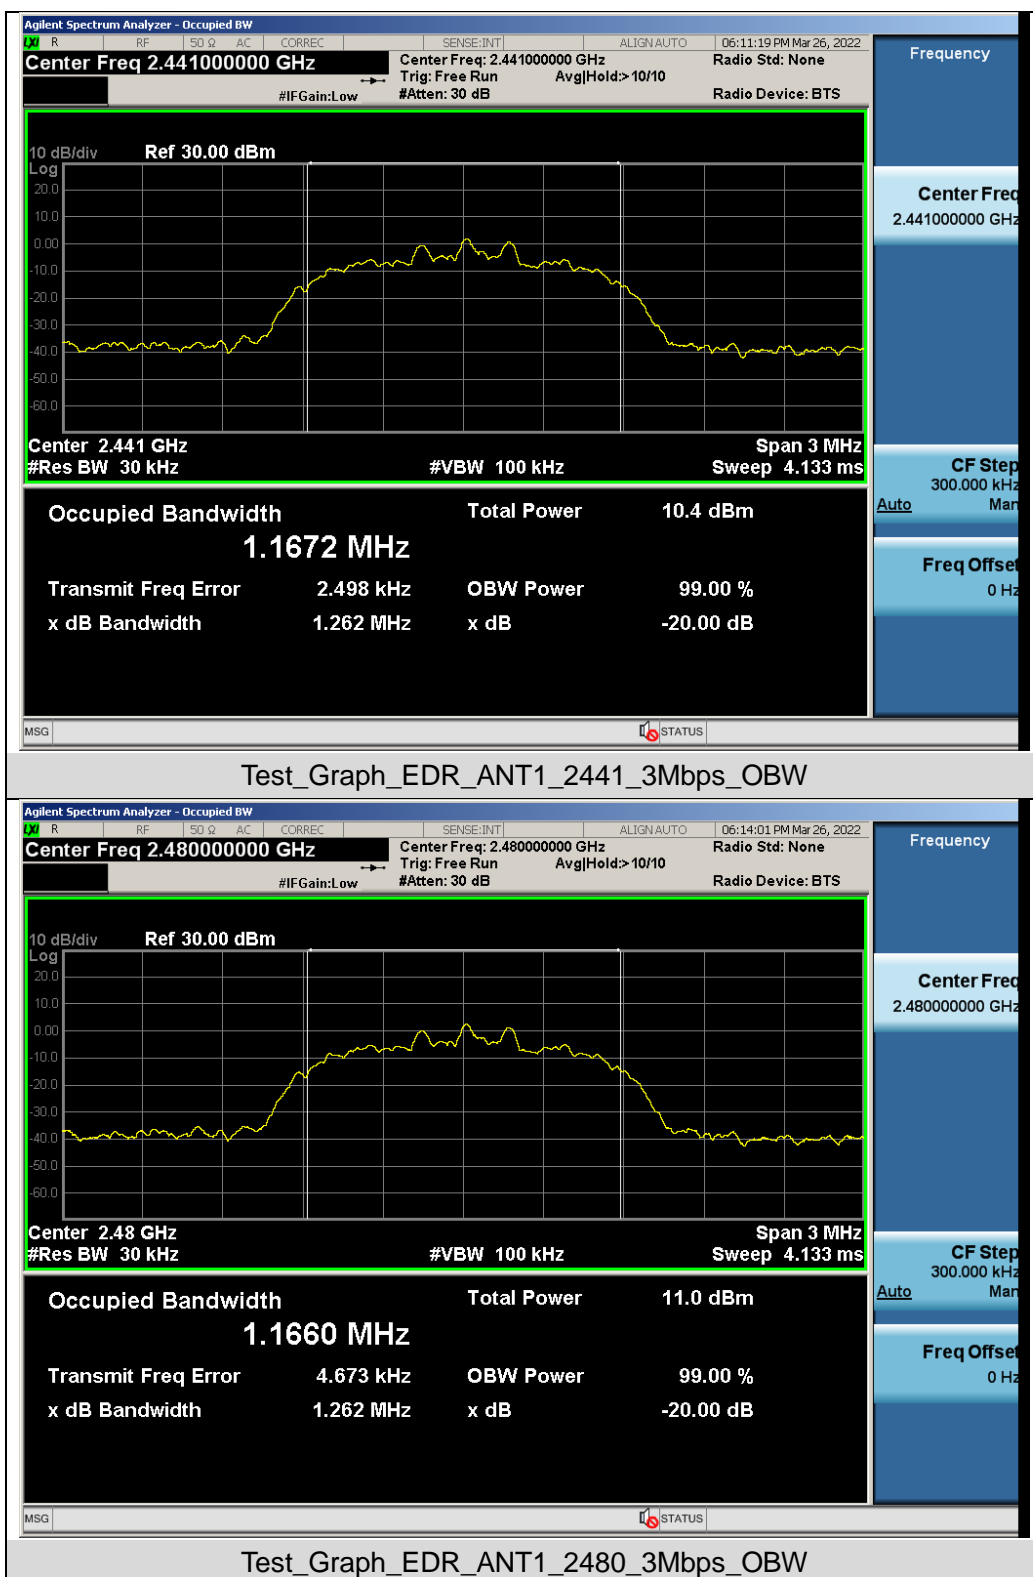 Agilent Spectrum Analyzer - Occupied BW
LXI R RF 50 Ω AC CORREC SENSE:INT ALIGN AUTO 06:11:19 PM Mar 26, 2022
Center Freq 2.441000000 GHz Center Freq: 2.441000000 GHz Radio Std: None Frequency
Trig: Free Run Avg|Hold:>10/10
#IFGain:Low #Atten: 30 dB Radio Device: BTS
10 dB/div Ref 30.00 dBm
Log
20.0
10.0
0.00
-10.0
-20.0
-30.0
-40.0
-50.0
-60.0
Center Freq
2.441000000 GHz
Center 2.441 GHz Span 3 MHz
#Res BW 30 kHz #VBW 100 kHz Sweep 4.133 ms
CF Step
300.000 kHz
Auto Man
Occupied Bandwidth Total Power 10.4 dBm
1.1672 MHz
Transmit Freq Error 2.498 kHz OBW Power 99.00 %
x dB Bandwidth 1.262 MHz x dB -20.00 dB
Freq Offset
0 Hz
MSG STATUS
Test_Graph_EDR_ANT1_2441_3Mbps_OBW
Agilent Spectrum Analyzer - Occupied BW
LXI R RF 50 Ω AC CORREC SENSE:INT ALIGN AUTO 06:14:01 PM Mar 26, 2022
Center Freq 2.480000000 GHz Center Freq: 2.480000000 GHz Radio Std: None Frequency
Trig: Free Run Avg|Hold:>10/10
#IFGain:Low #Atten: 30 dB Radio Device: BTS
10 dB/div Ref 30.00 dBm
Log
20.0
10.0
0.00
-10.0
-20.0
-30.0
-40.0
-50.0
-60.0
Center Freq
2.480000000 GHz
Center 2.48 GHz Span 3 MHz
#Res BW 30 kHz #VBW 100 kHz Sweep 4.133 ms
CF Step
300.000 kHz
Auto Man
Occupied Bandwidth Total Power 11.0 dBm
1.1660 MHz
Transmit Freq Error 4.673 kHz OBW Power 99.00 %
x dB Bandwidth 1.262 MHz x dB -20.00 dB
Freq Offset
0 Hz
MSG STATUS
Test_Graph_EDR_ANT1_2480_3Mbps_OBW